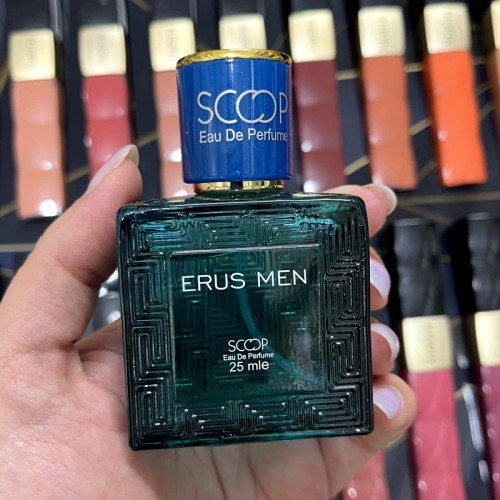 SCOOP
Eau De Perfume
ERUS MEN
SCOOP
Eau De Perfume
25 mle